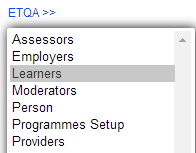 ETQA >>
Assessors
Employers
Learners
Moderators
Person
Programmes Setup
Providers